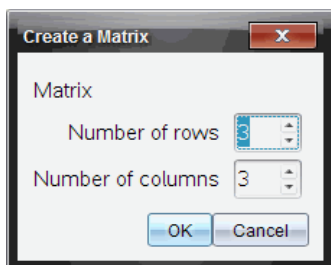 Create a Matrix
Matrix
Number of rows 3
Number of columns 3
OK Cancel